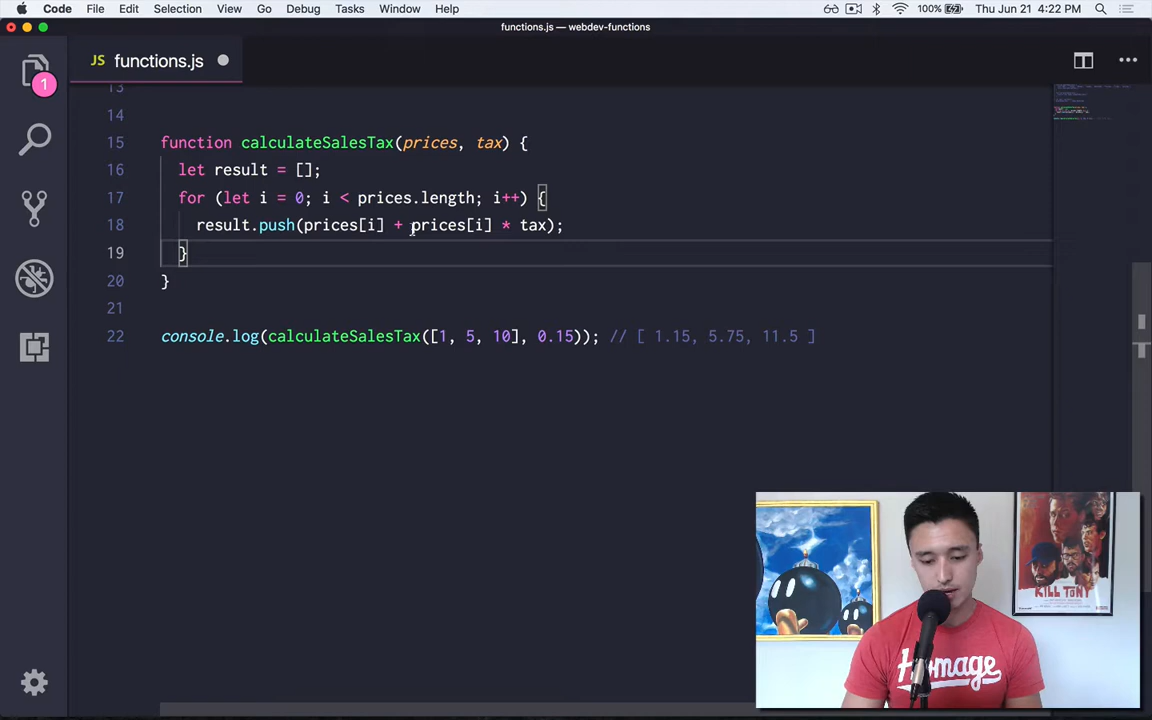 Code File Edit Selection View Go Debug Tasks Window Help 100% Thu Jun 21 4:22 PM
functions.js — webdev-functions
1
JS functions.js
13
14
15 function calculateSalesTax(prices, tax) {
16 let result = [];
17 for (let i = 0; i < prices.length; i++) {
18 result.push(prices[i] + prices[i] * tax);
19 }
20 }
21
22 console.log(calculateSalesTax([1, 5, 10], 0.15)); // [ 1.15, 5.75, 11.5 ]
KILL TONY
Homage